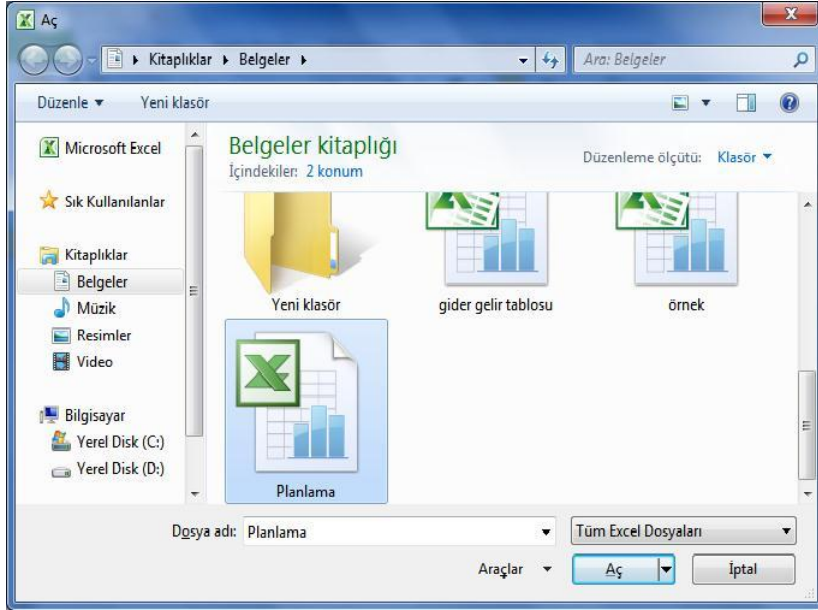 Aç
Kitaplıklar Belgeler
Ara: Belgeler
Düzenle Yeni klasör
Microsoft Excel
Sık Kullanılanlar
Kitaplıklar
Belgeler
Müzik
Resimler
Video
Bilgisayar
Yerel Disk (C:)
Yerel Disk (D:)
Belgeler kitaplığı
İçindekiler: 2 konum
Düzenleme ölçütü: Klasör
Yeni klasör
gider gelir tablosu
örnek
Planlama
Dosya adı: Planlama
Tüm Excel Dosyaları
Araçlar
Aç
İptal